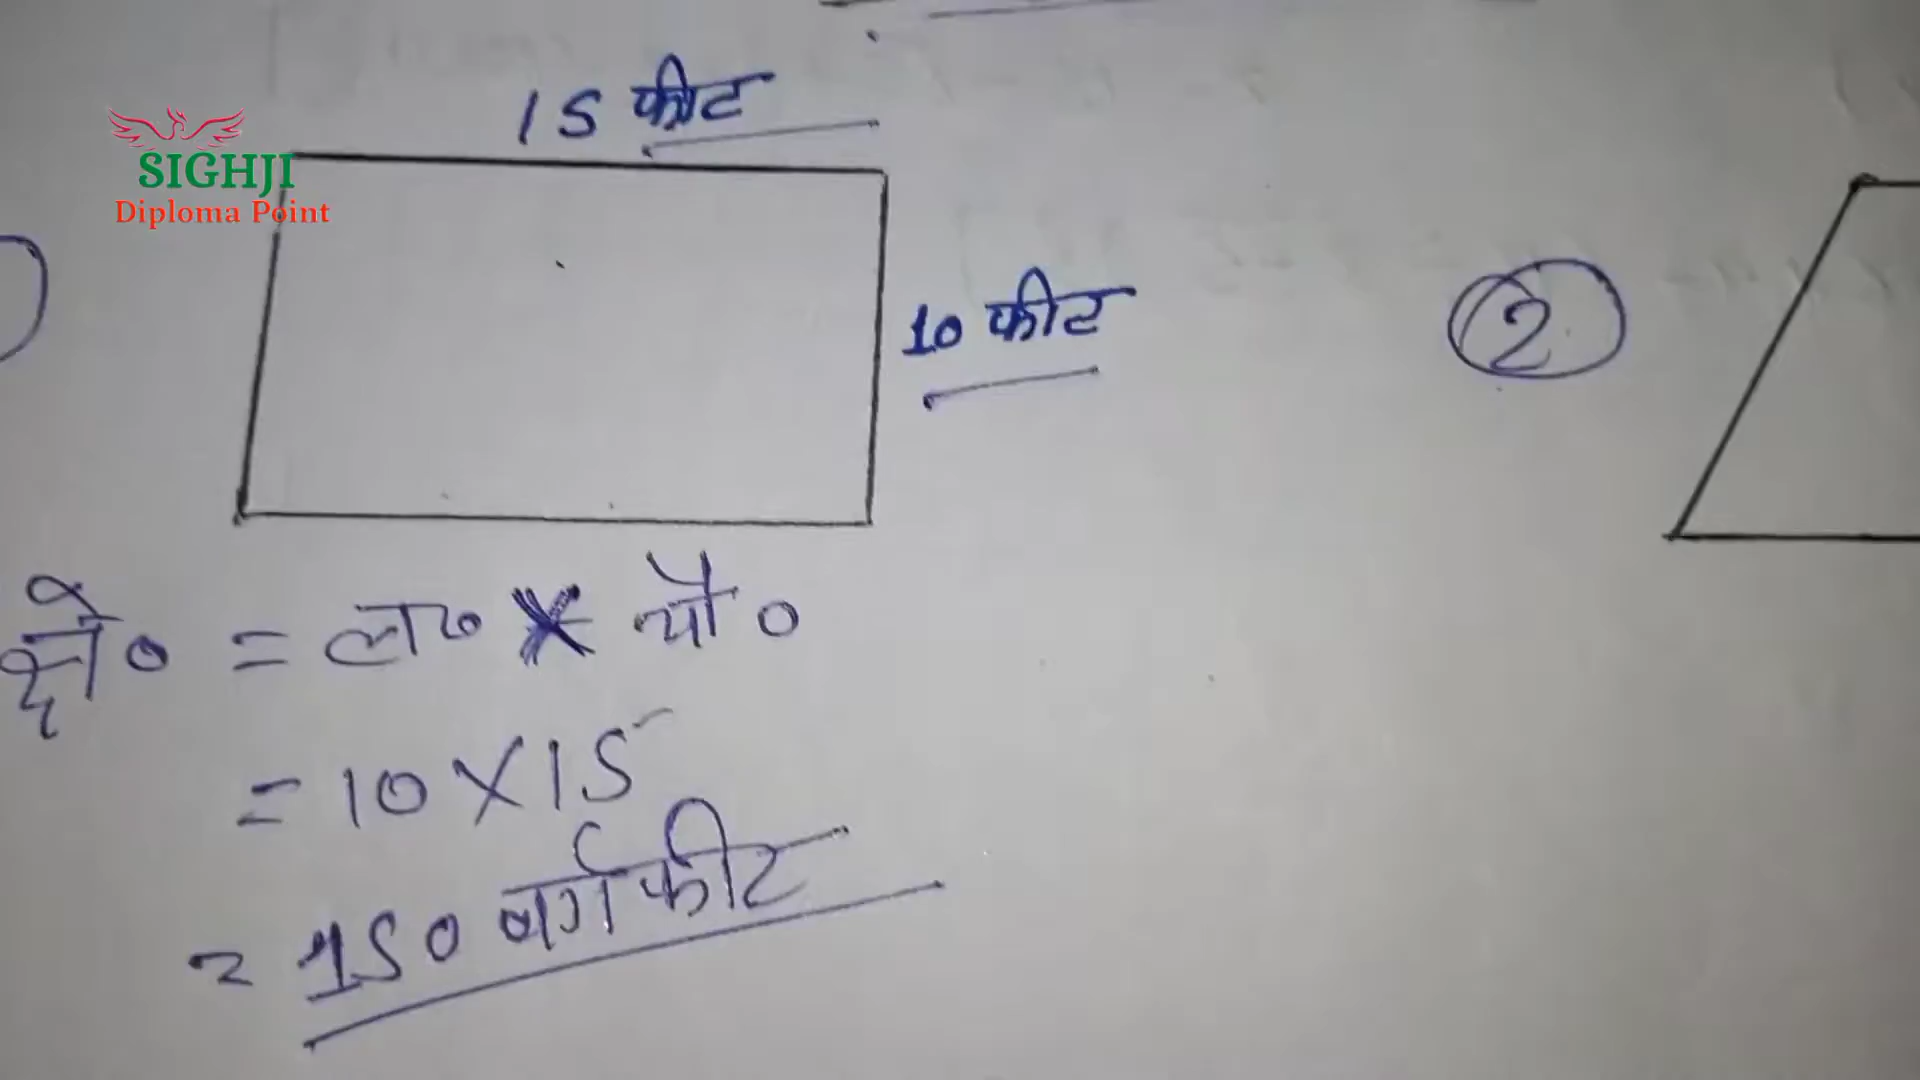 15 फीट
SIGHJI
Diploma Point
10 फीट
2
क्षे० = ल० x चौ०
= 10 X 15
= 150 वर्ग फीट